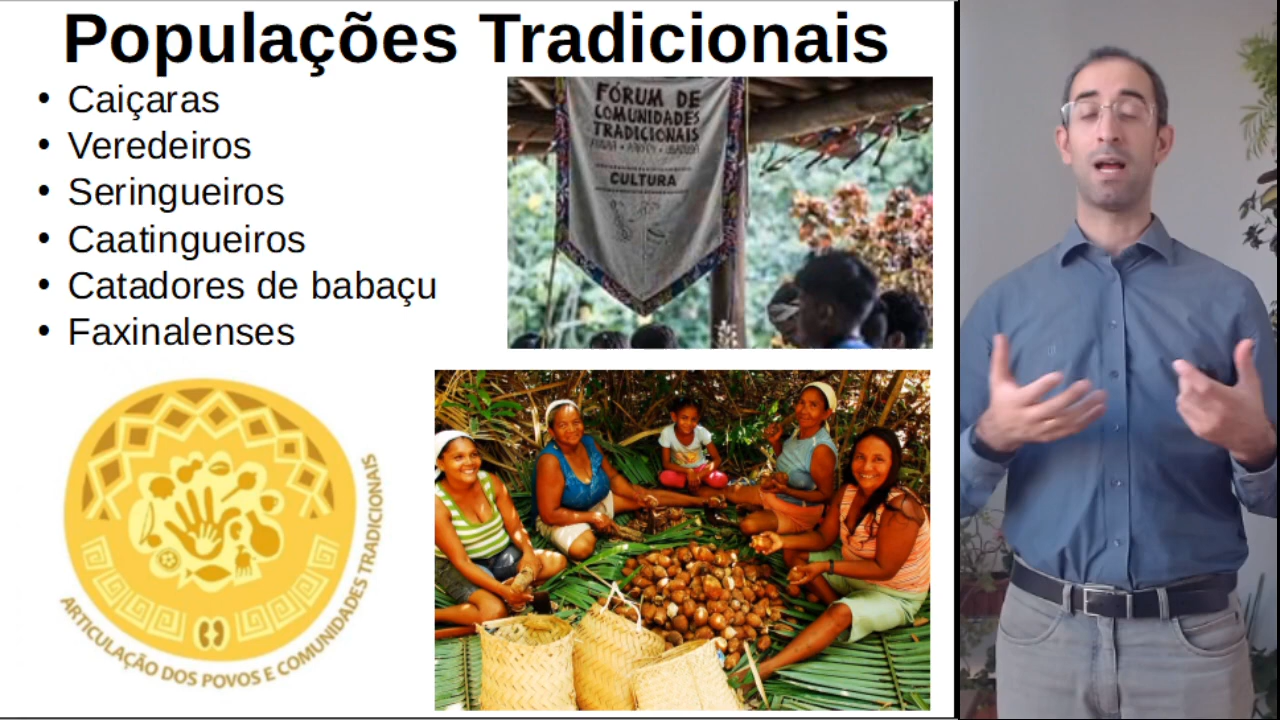 Populações Tradicionais
• Caiçaras
• Veredeiros
• Seringueiros
• Caatingueiros
• Catadores de babaçu
• Faxinalenses
FÓRUM DE
COMUNIDADES
TRADICIONAIS
CULTURA
ARTICULAÇÃO DOS POVOS E COMUNIDADES TRADICIONAIS